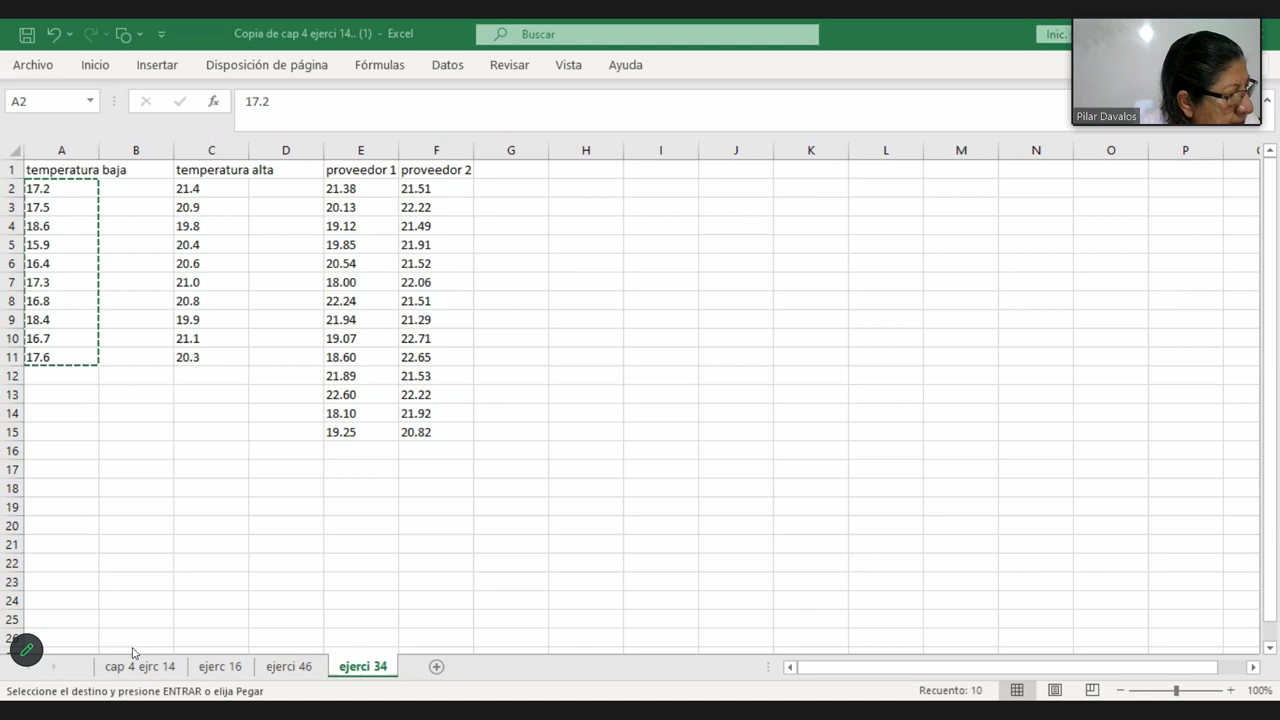 Copia de cap 4 ejerci 14.. (1) - Excel
Buscar
Inic.
Archivo Inicio Insertar Disposición de página Fórmulas Datos Revisar Vista Ayuda
A2 fx 17.2
Pilar Davalos
A B C D E F G H I J K L M N O P
1 temperatura baja temperatura alta proveedor 1 proveedor 2
2 17.2 21.4 21.38 21.51
3 17.5 20.9 20.13 22.22
4 18.6 19.8 19.12 21.49
5 15.9 20.4 19.85 21.91
6 16.4 20.6 20.54 21.52
7 17.3 21.0 18.00 22.06
8 16.8 20.8 22.24 21.51
9 18.4 19.9 21.94 21.29
10 16.7 21.1 19.07 22.71
11 17.6 20.3 18.60 22.65
12 21.89 21.53
13 22.60 22.22
14 18.10 21.92
15 19.25 20.82
16
17
18
19
20
21
22
23
24
25
26
cap 4 ejrc 14 ejerc 16 ejerci 46 ejerci 34
Seleccione el destino y presione ENTRAR o elija Pegar Recuento: 10 100%